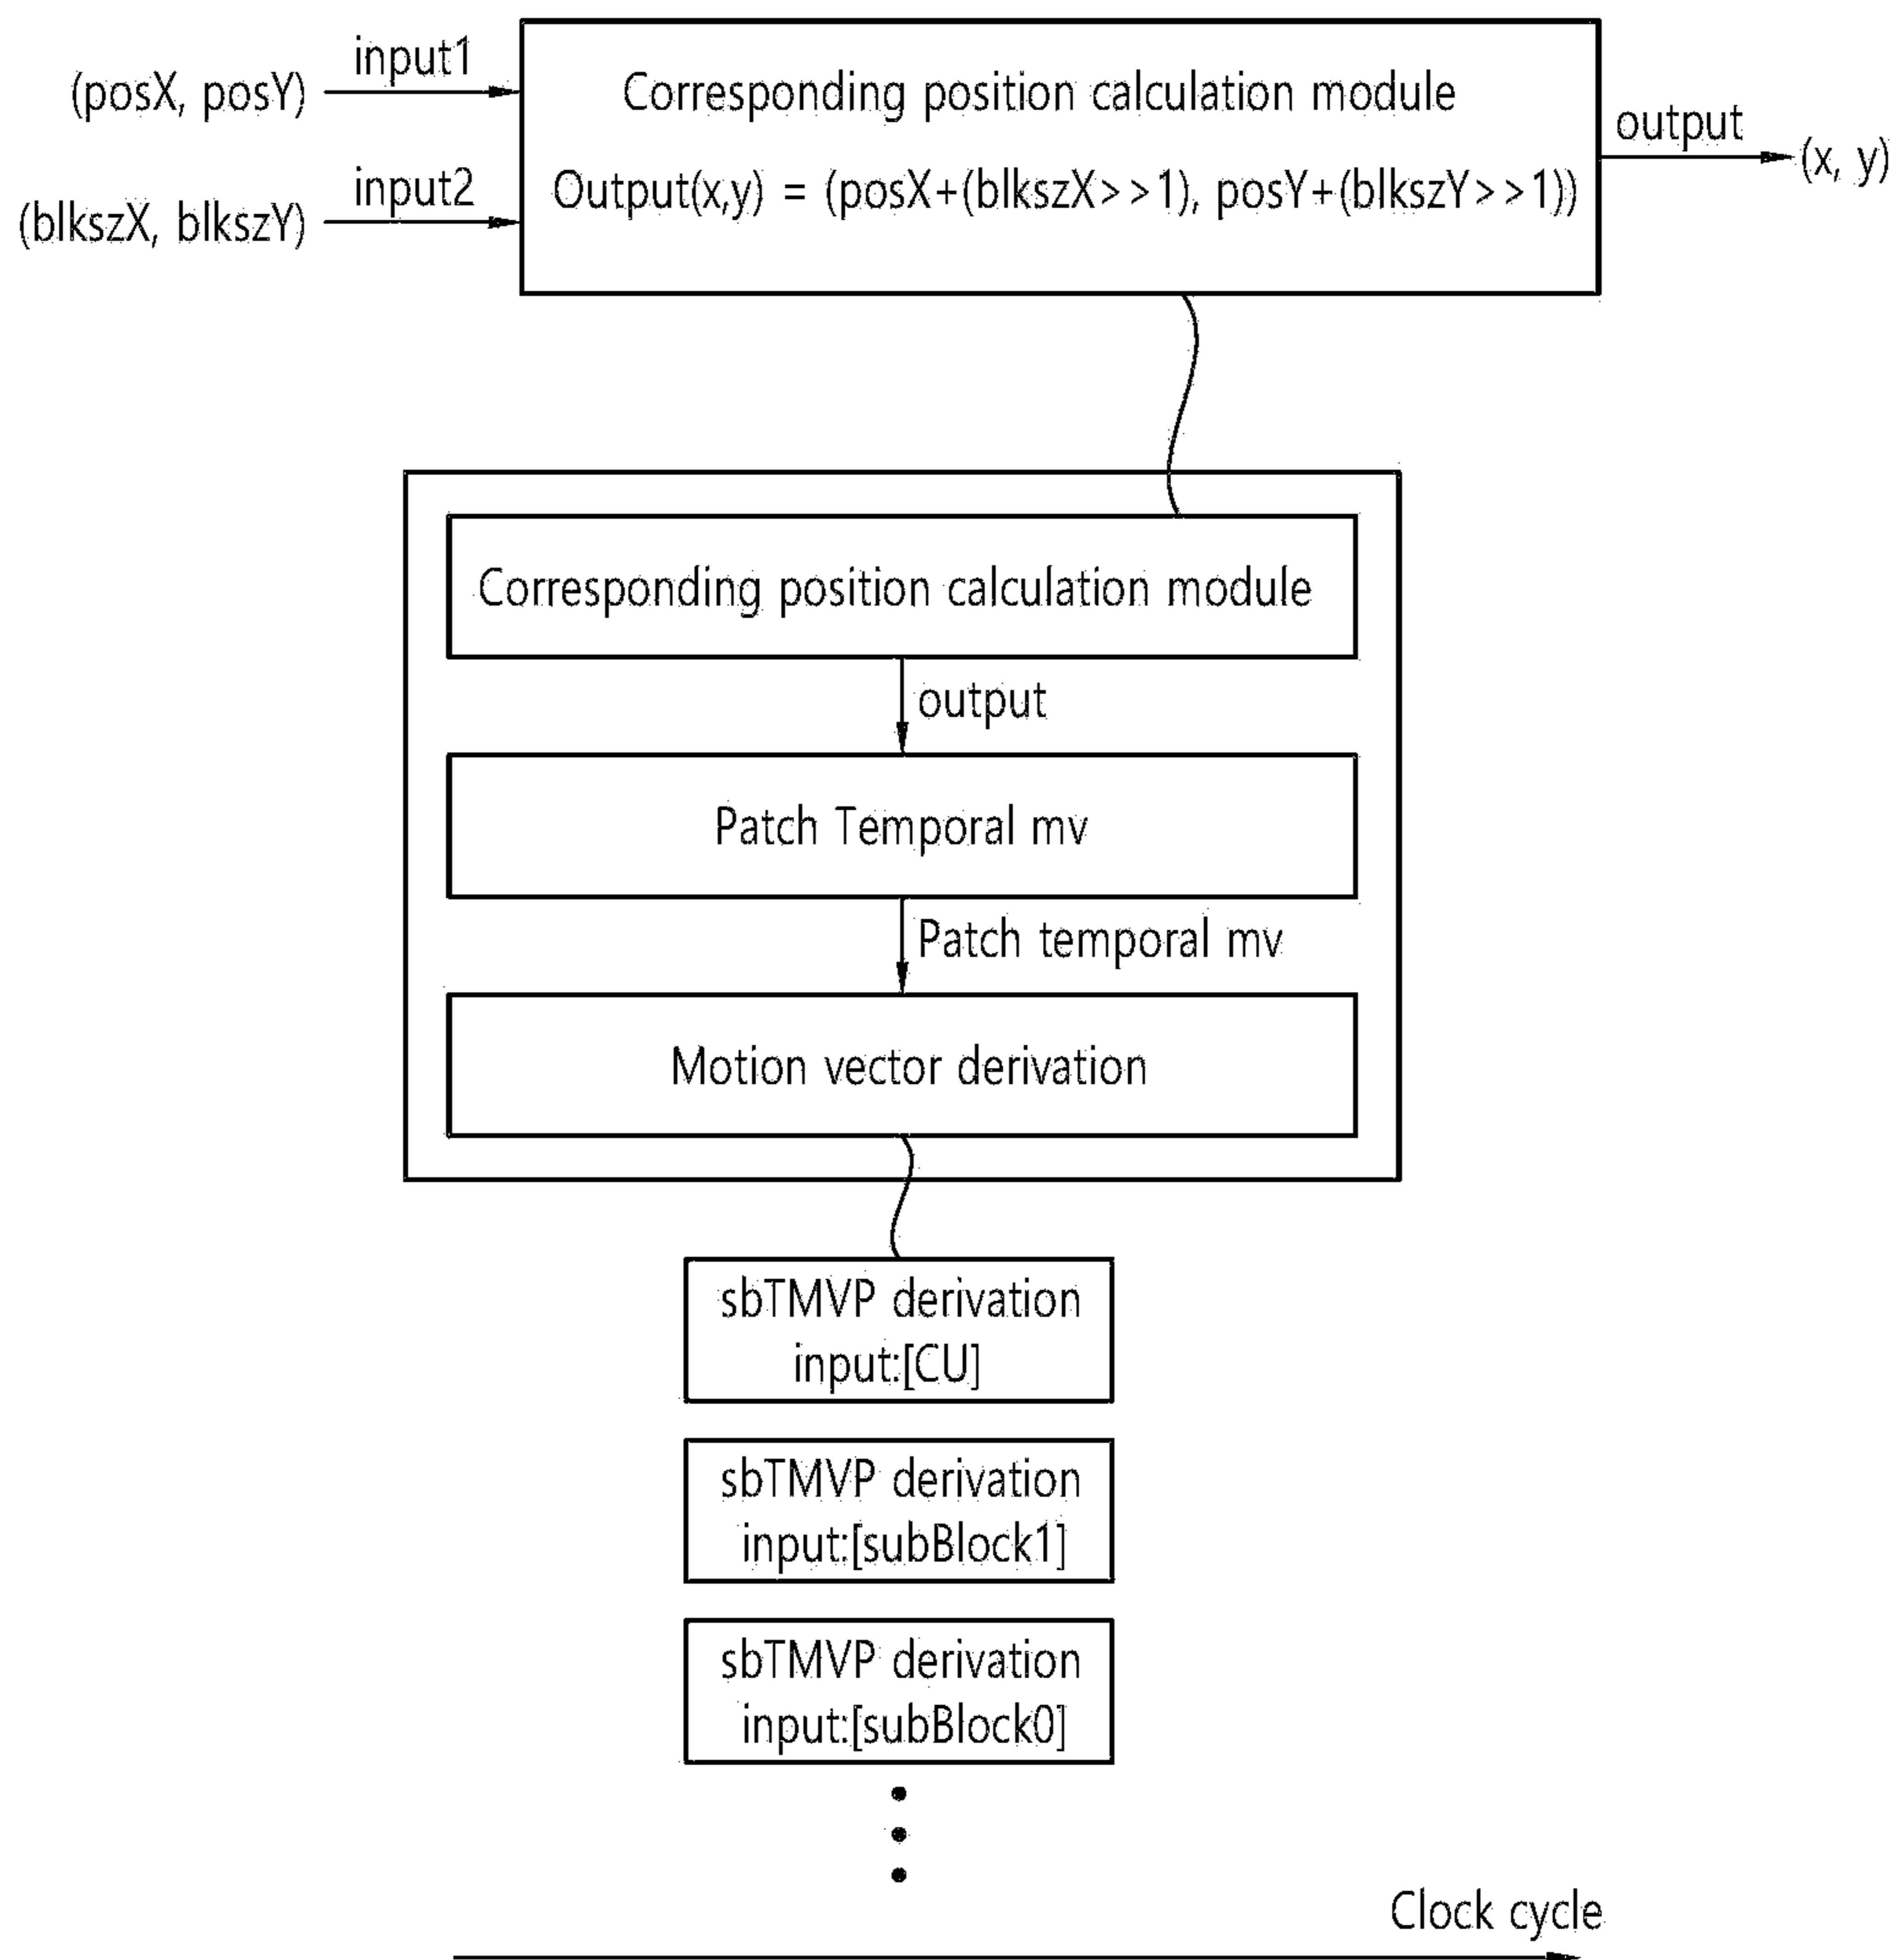 input1
(posX, posY)
Corresponding position calculation module
output
(x, y)
input2
(blkszX, blkszY)
Output(x,y) = (posX+(blkszX>>1), posY+(blkszY>>1))
Corresponding position calculation module
output
Patch Temporal mv
Patch temporal mv
Motion vector derivation
sbTMVP derivation
input:[CU]
sbTMVP derivation
input:[subBlock1]
sbTMVP derivation
input:[subBlock0]
Clock cycle